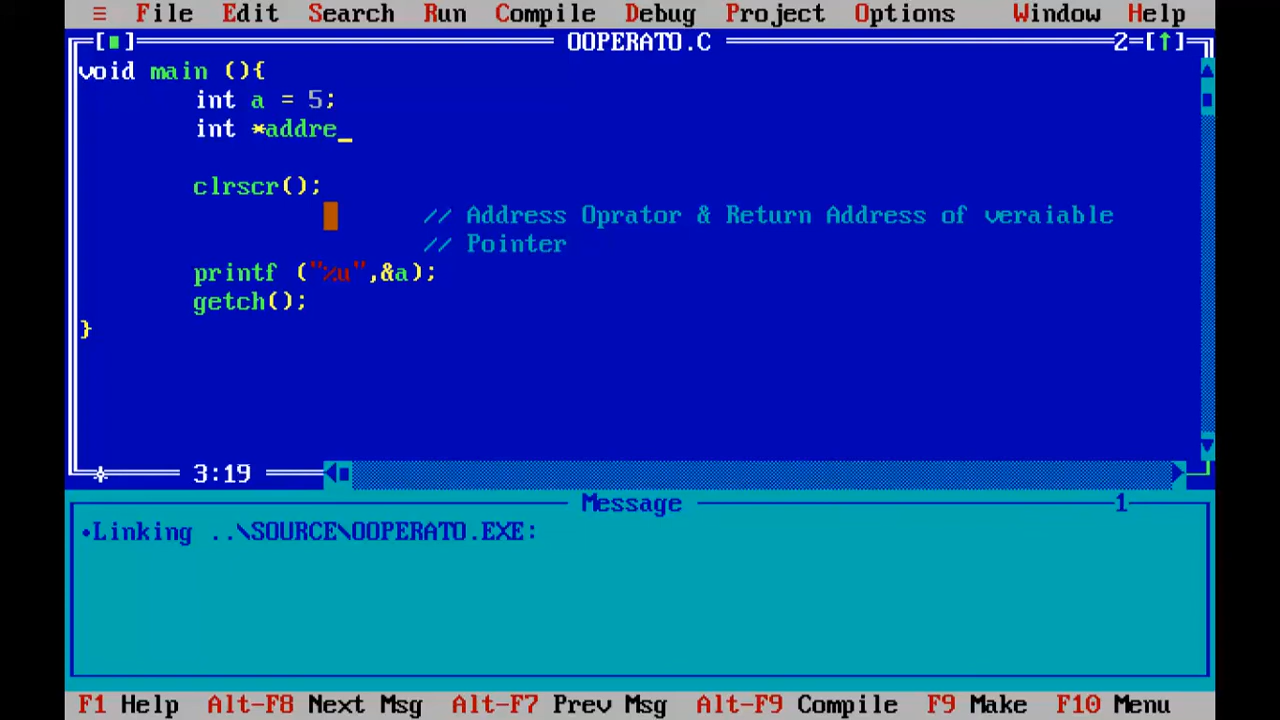 ≡ File Edit Search Run Compile Debug Project Options Window Help
[■] OOPERATO.C 2=[↑]
void main (){
int a = 5;
int *addre_
clrscr();
// Address Oprator & Return Address of veraiable
// Pointer
printf ("%u",&a);
getch();
}
3:19
Message 1
•Linking ..\SOURCE\OOPERATO.EXE:
F1 Help Alt-F8 Next Msg Alt-F7 Prev Msg Alt-F9 Compile F9 Make F10 Menu